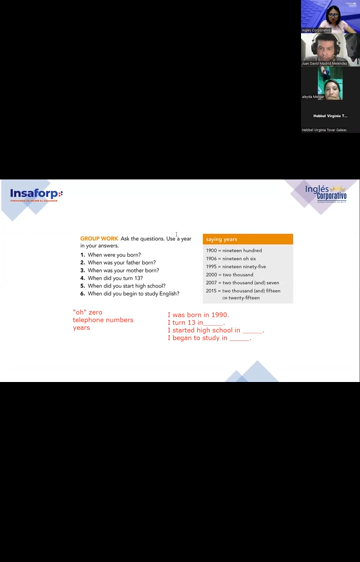 Insaforp
Inglés
Corporativo
GROUP WORK Ask the questions. Use a year
in your answers.
1. When were you born?
2. When was your father born?
3. When was your mother born?
4. When did you turn 13?
5. When did you start high school?
6. When did you begin to study English?
saying years
1900 = nineteen hundred
1906 = nineteen oh six
1995 = nineteen ninety-five
2000 = two thousand
2007 = two thousand (and) seven
2015 = two thousand (and) fifteen
or twenty-fifteen
"oh" zero
telephone numbers
years
I was born in 1990.
I turn 13 in_____.
I started high school in _____.
I began to study in _____.